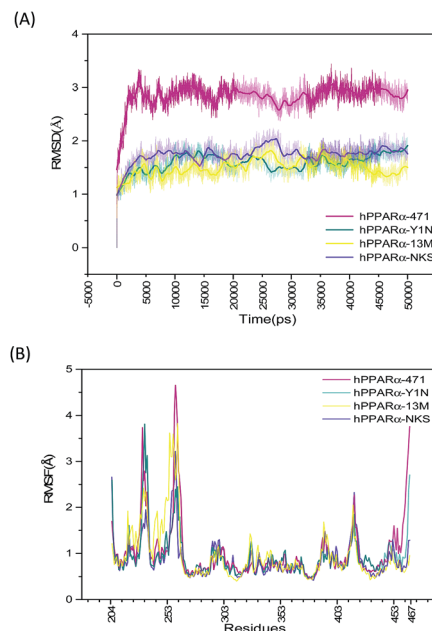 (A)
4
3
2
1
0
RMSD(Å)
hPPARα-471
hPPARα-Y1N
hPPARα-13M
hPPARα-NKS
-5000
0
5000
10000
15000
20000
25000
30000
35000
40000
45000
50000
Time(ps)
(B)
5
4
3
2
1
0
RMSF(Å)
hPPARα-471
hPPARα-Y1N
hPPARα-13M
hPPARα-NKS
204
253
303
353
403
453
467
Residues